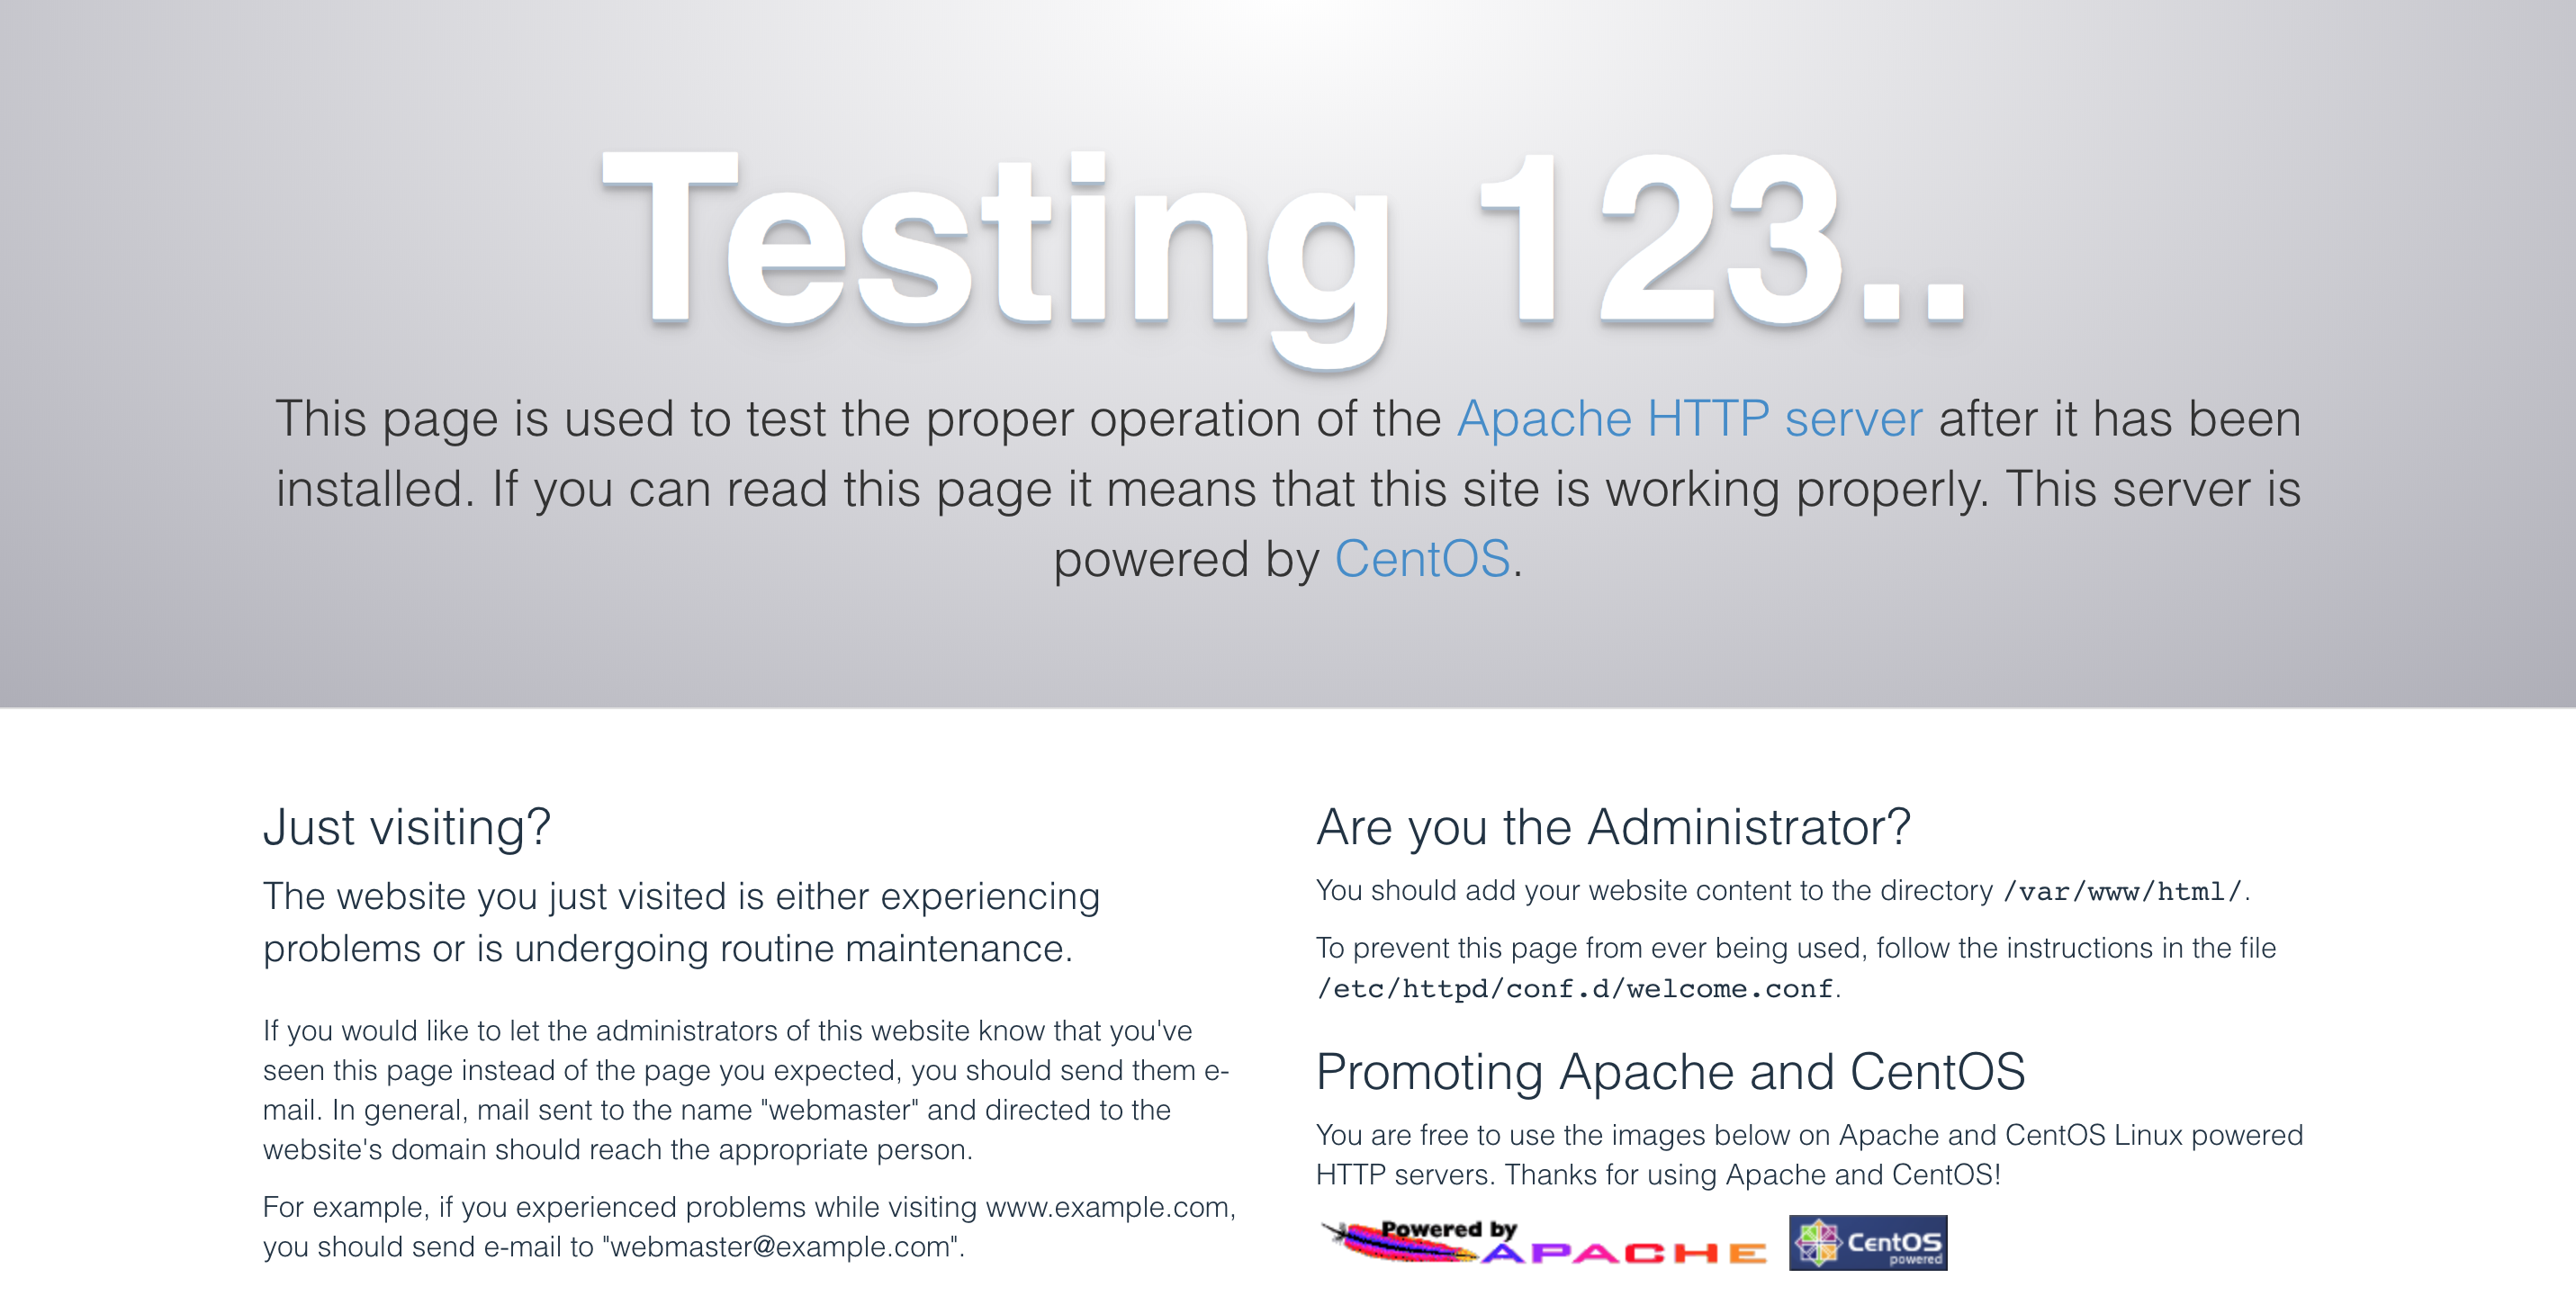 Testing 123..
This page is used to test the proper operation of the Apache HTTP server after it has been
installed. If you can read this page it means that this site is working properly. This server is
powered by CentOS.
Just visiting?
The website you just visited is either experiencing
problems or is undergoing routine maintenance.
If you would like to let the administrators of this website know that you've
seen this page instead of the page you expected, you should send them e-
mail. In general, mail sent to the name "webmaster" and directed to the
website's domain should reach the appropriate person.
For example, if you experienced problems while visiting www.example.com,
you should send e-mail to "webmaster@example.com".
Are you the Administrator?
You should add your website content to the directory /var/www/html/.
To prevent this page from ever being used, follow the instructions in the file
/etc/httpd/conf.d/welcome.conf.
Promoting Apache and CentOS
You are free to use the images below on Apache and CentOS Linux powered
HTTP servers. Thanks for using Apache and CentOS!
Powered by
APACHE
CentOS
powered